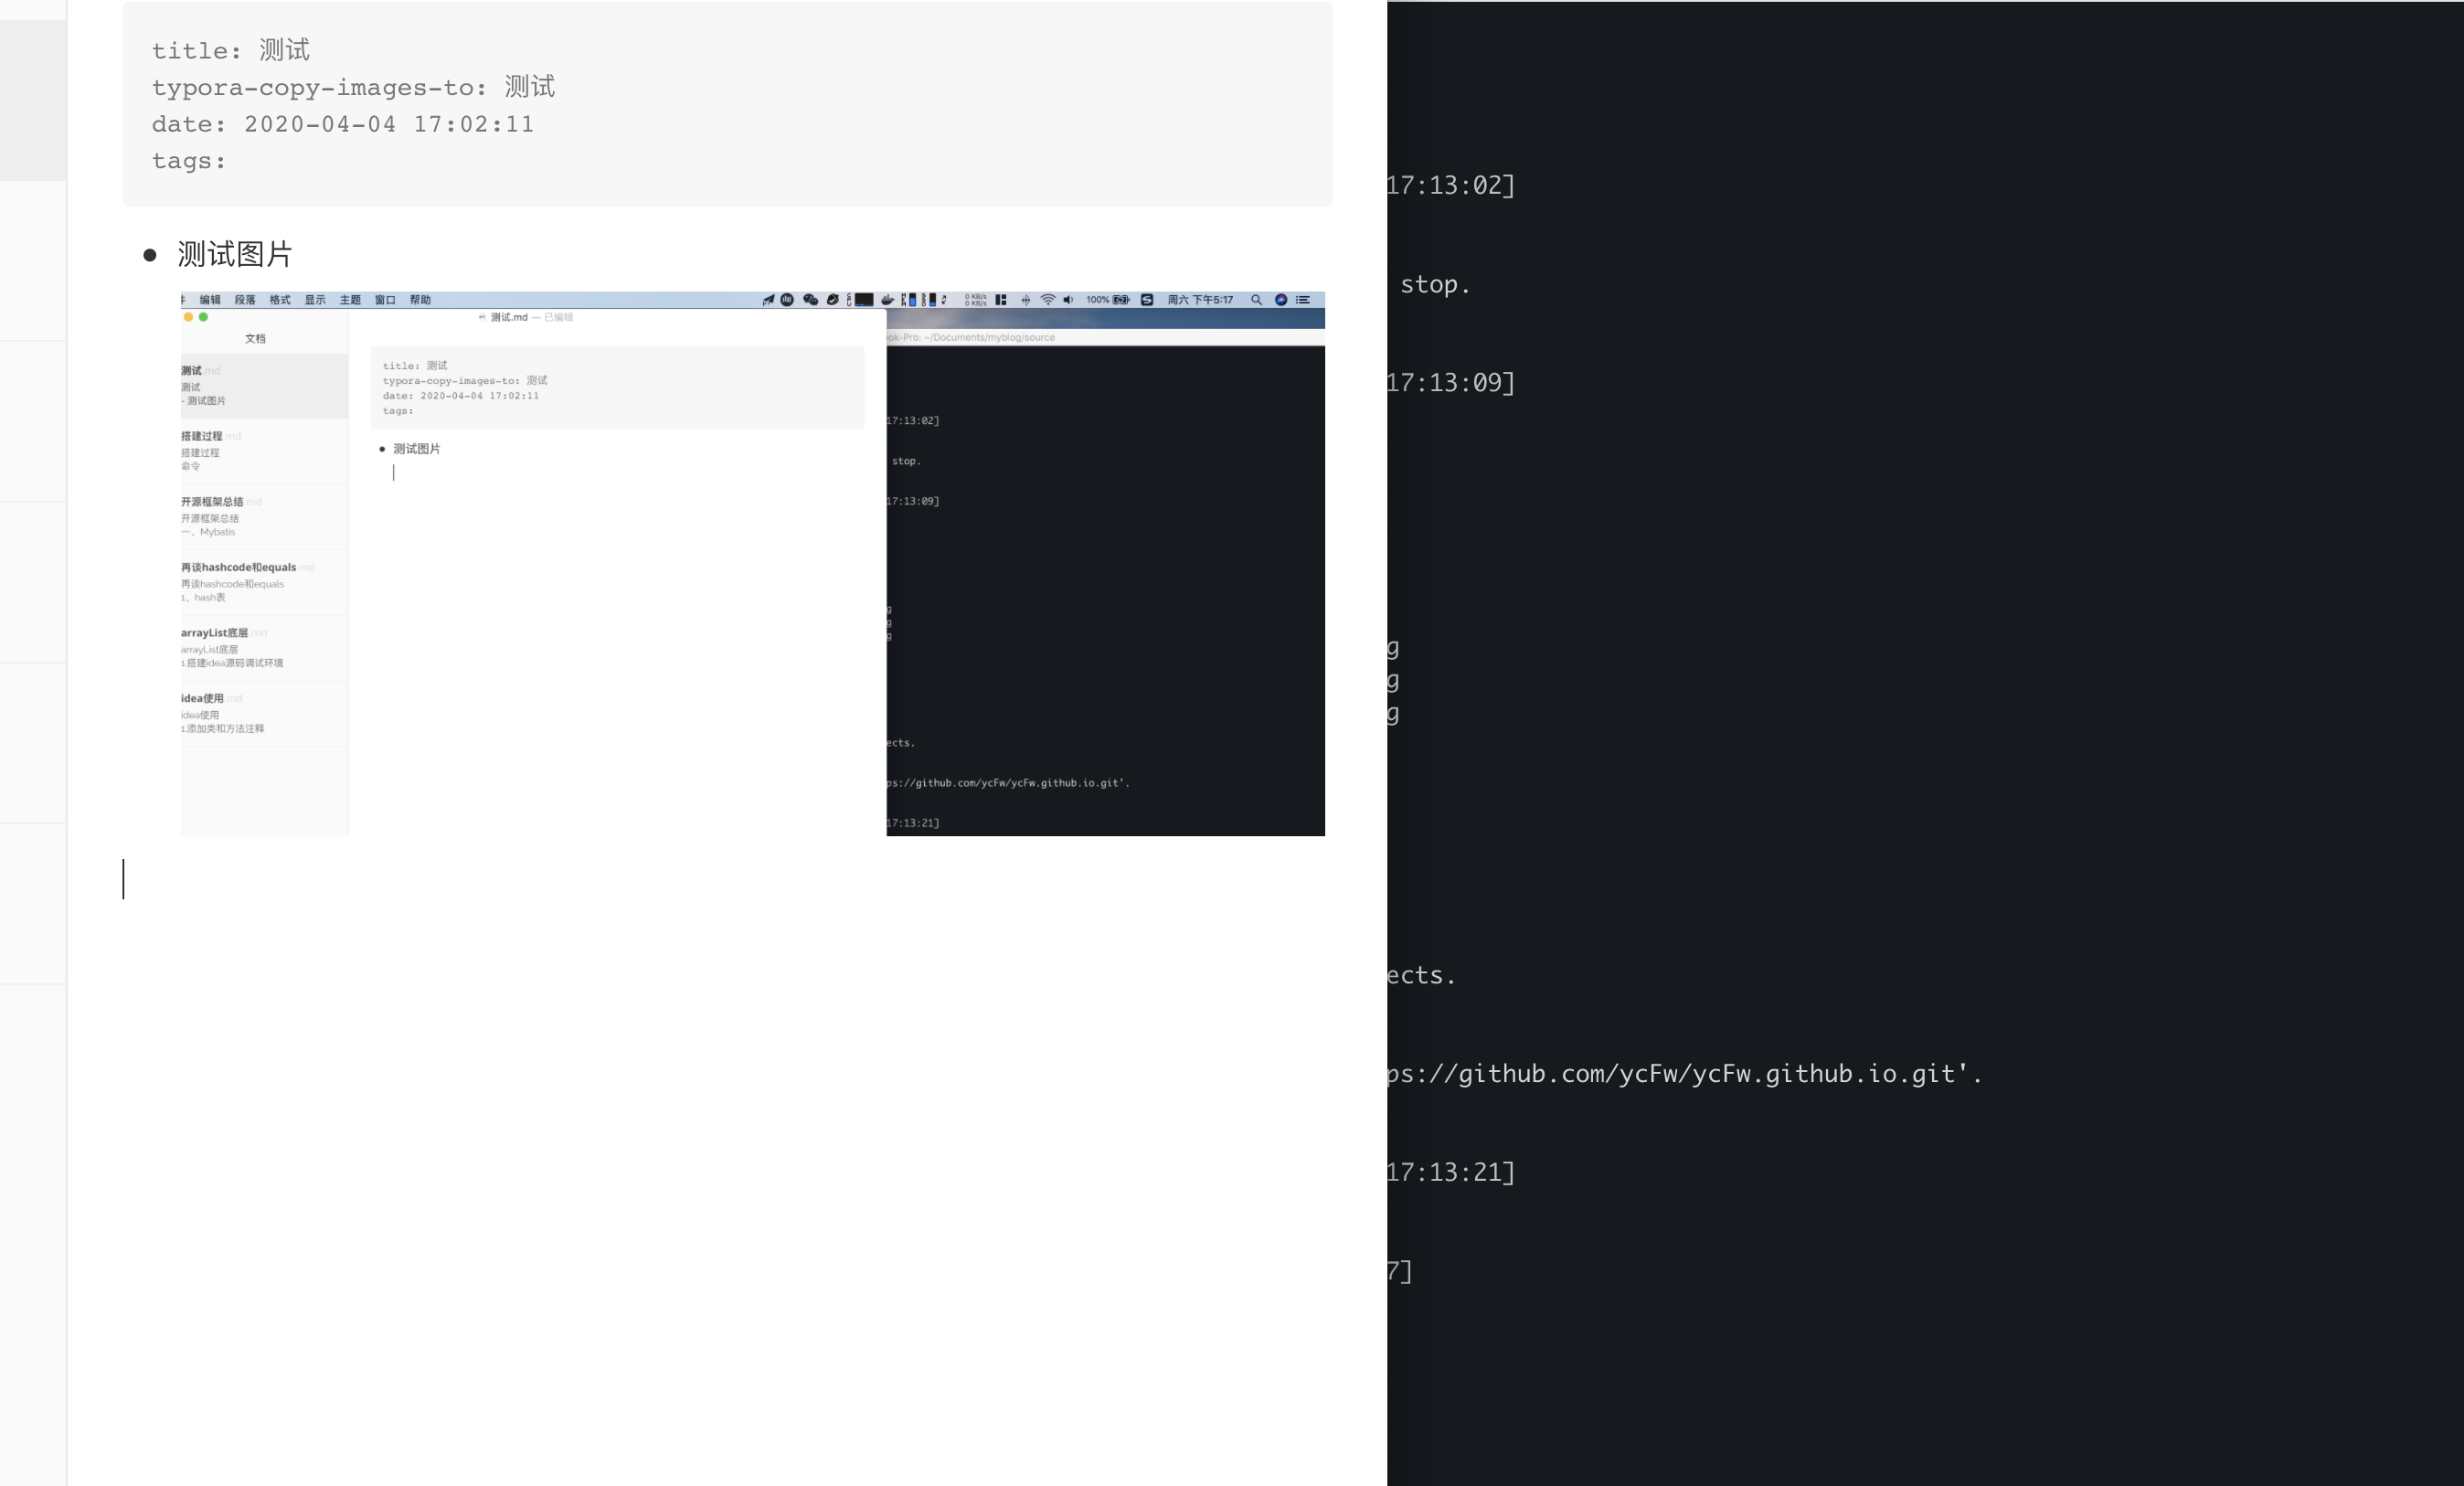 title: 测试
typora-copy-images-to: 测试
date: 2020-04-04 17:02:11
tags:
测试图片
编辑 段落 格式 显示 主题 窗口 帮助
0 KB/s
0 KB/s
100%
周六 下午5:17
测试.md — 已编辑
文档
ok-Pro: ~/Documents/myblog/source
测试.md
测试
- 测试图片
搭建过程.md
搭建过程
命令
开源框架总结.md
开源框架总结
一、Mybatis
再谈hashcode和equals.md
再谈hashcode和equals
1、hash表
arrayList底层.md
arrayList底层
1.搭建idea源码调试环境
idea使用.md
idea使用
1.添加类和方法注释
title: 测试
typora-copy-images-to: 测试
date: 2020-04-04 17:02:11
tags:
测试图片
17:13:02]
stop.
17:13:09]
g
g
g
ects.
ps://github.com/ycFw/ycFw.github.io.git'.
17:13:21]
17:13:02]
stop.
17:13:09]
g
g
g
ects.
ps://github.com/ycFw/ycFw.github.io.git'.
17:13:21]
7]